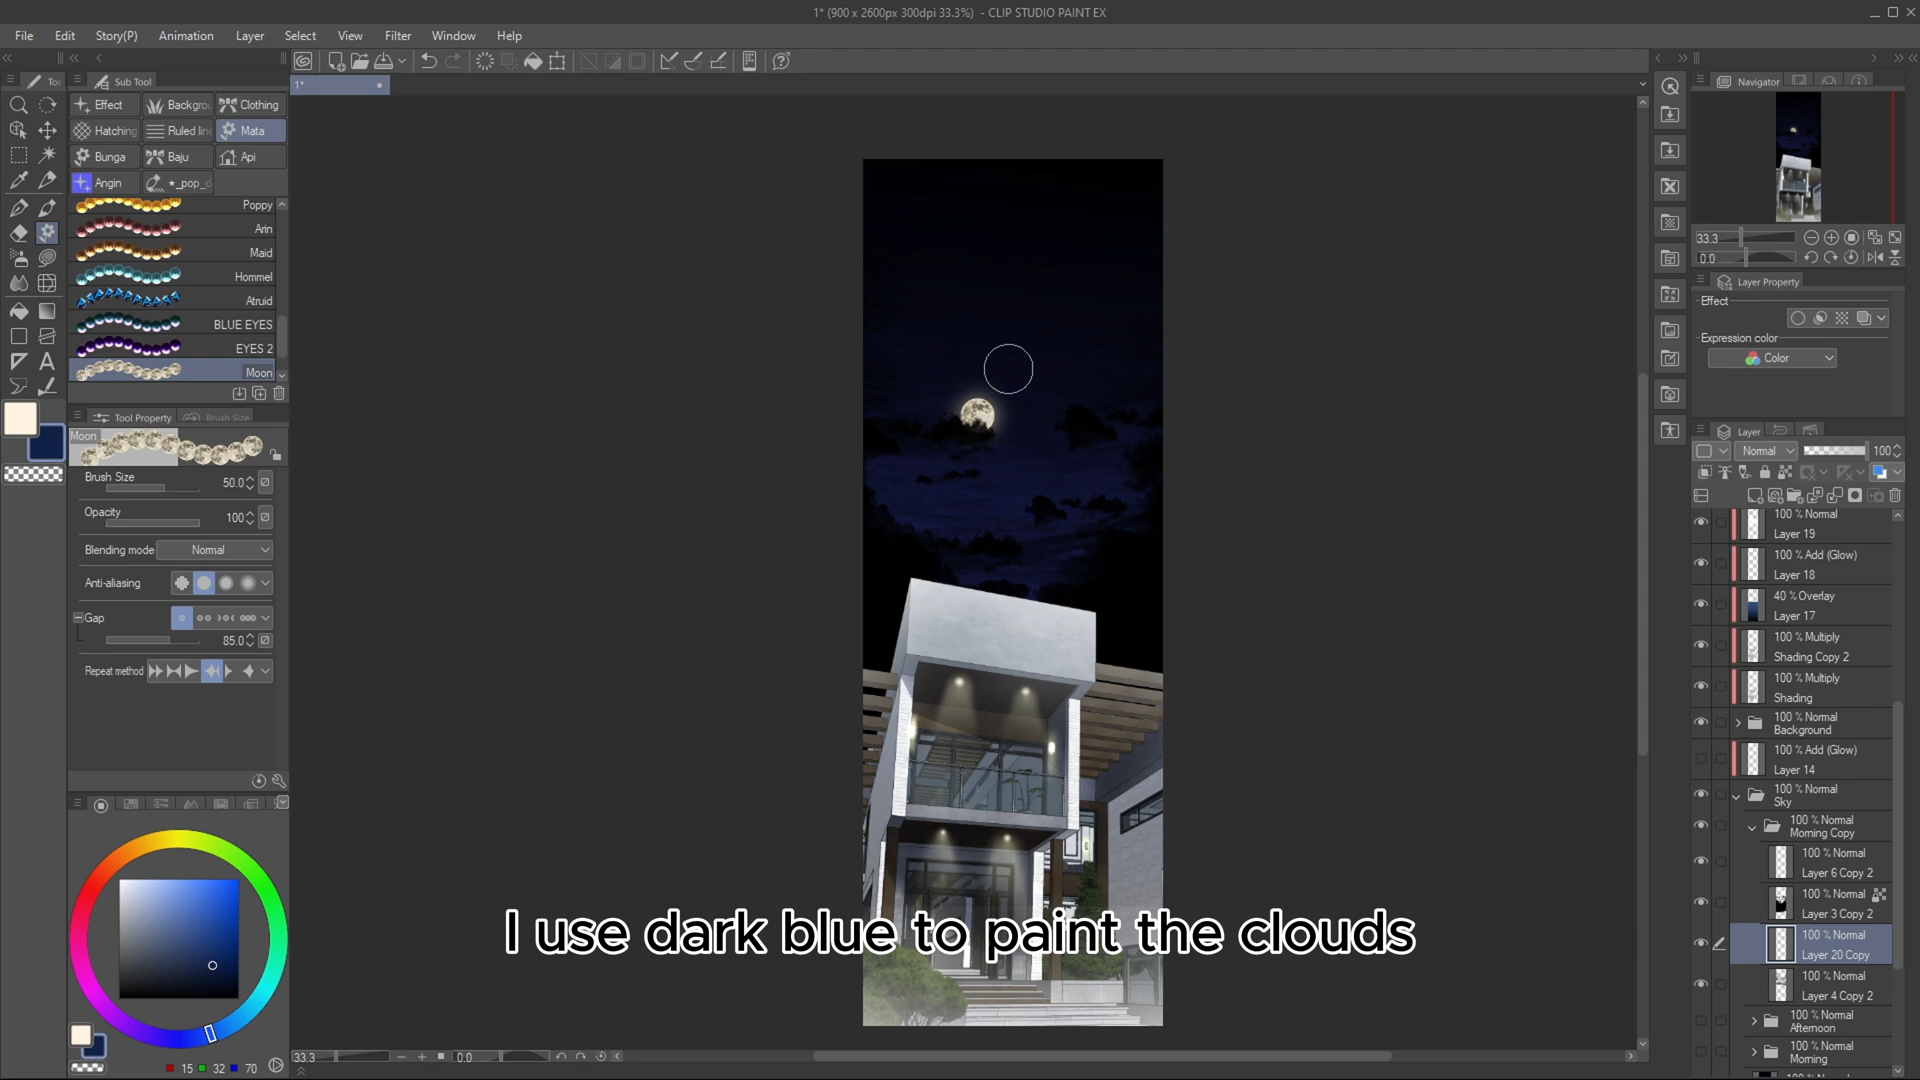 1* (900 x 2600px 300dpi 33.3%) - CLIP STUDIO PAINT EX
File Edit Story(P) Animation Layer Select View Filter Window Help
Sub Tool
1*
Navigator
Effect Clothing
Hatching Ruled lin Mata
Bunga Baju Api
Angin
Poppy
Arin
Maid
Hommel
Atruid
BLUE EYES
EYES 2
Moon
33.3
0.0
Layer Property
Effect
Expression color
Color
Tool Property Brush Size
Moon
Brush Size 50.0
Opacity 100
Blending mode Normal
Anti-aliasing
Gap
85.0
Repeat method
Layer
Normal 100
100 % Normal
Layer 19
100 % Add (Glow)
Layer 18
40 % Overlay
Layer 17
100 % Multiply
Shading Copy 2
100 % Multiply
Shading
100 % Normal
Background
100 % Add (Glow)
Layer 14
100 % Normal
Sky
100 % Normal
Morning Copy
100 % Normal
Layer 6 Copy 2
100 % Normal
Layer 3 Copy 2
100 % Normal
Layer 20 Copy
100 % Normal
Layer 4 Copy 2
100 % Normal
Afternoon
100 % Normal
Morning
I use dark blue to paint the clouds
33.3 0.0
15 32 70